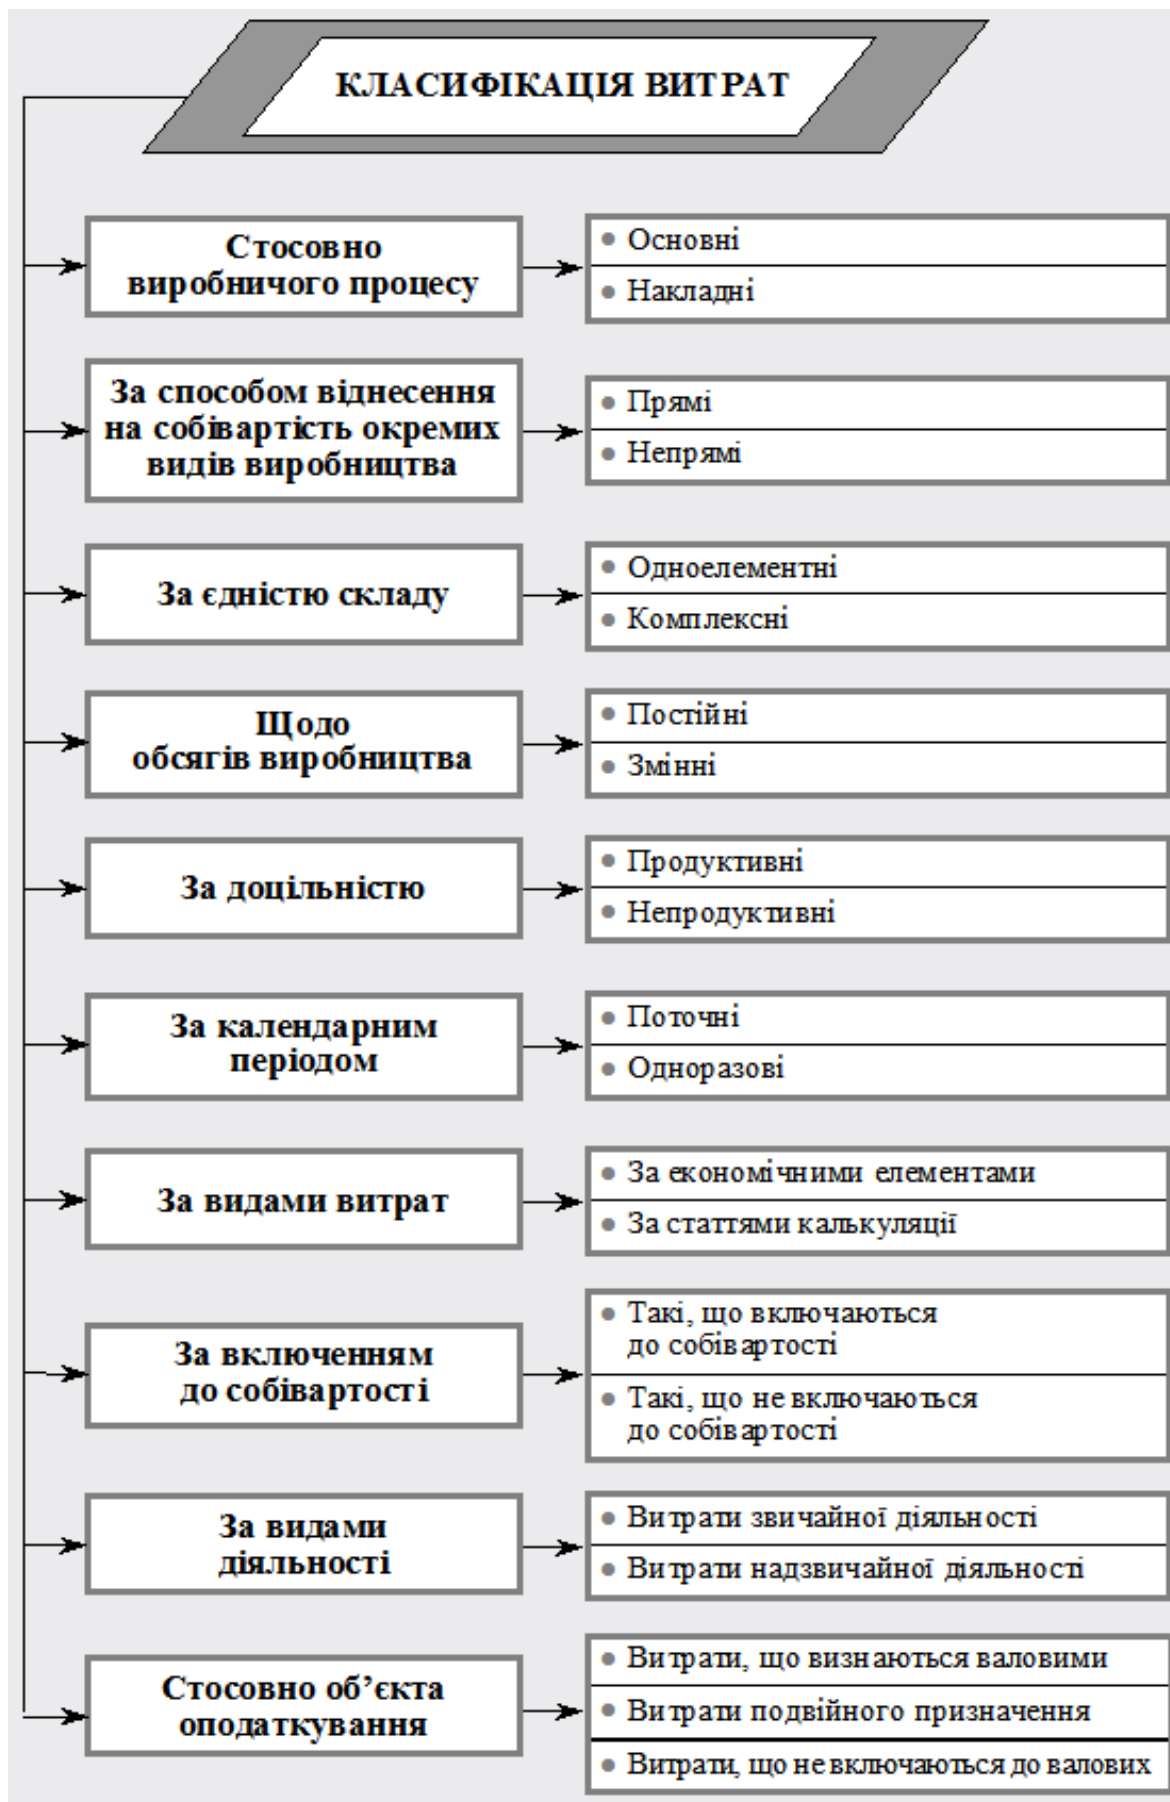 КЛАСИФІКАЦІЯ ВИТРАТ
Стосовно
виробничого процесу
• Основні
• Накладні
За способом віднесення
на собівартість окремих
видів виробництва
• Прямі
• Непрямі
За єдністю складу
• Одноелементні
• Комплексні
Щодо
обсягів виробництва
• Постійні
• Змінні
За доцільністю
• Продуктивні
• Непродуктивні
За календарним
періодом
• Поточні
• Одноразові
За видами витрат
• За економічними елементами
• За статтями калькуляції
За включенням
до собівартості
• Такі, що включаються
до собівартості
• Такі, що не включаються
до собівартості
За видами
діяльності
• Витрати звичайної діяльності
• Витрати надзвичайної діяльності
Стосовно об’єкта
оподаткування
• Витрати, що визнаються валовими
• Витрати подвійного призначення
• Витрати, що не включаються до валових